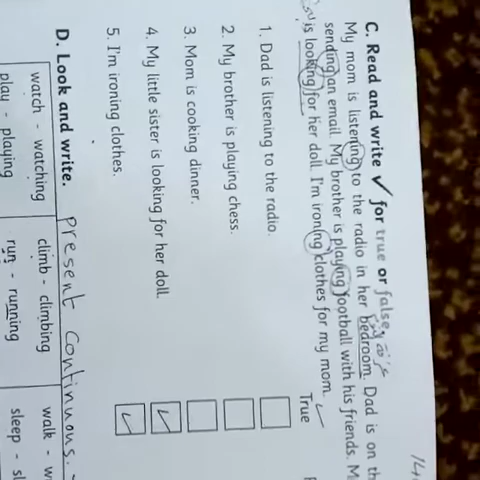 C. Read and write ✓ for true or false.
My mom is listening to the radio in her bedroom. Dad is on
sending an email. My brother is playing football with his friends.
is looking for her doll. I'm ironing clothes for my mom.
True
1. Dad is listening to the radio.
2. My brother is playing chess.
3. Mom is cooking dinner.
4. My little sister is looking for her doll. ✓
5. I'm ironing clothes. ✓
D. Look and write. present continuous.
watch - watching climb - climbing walk -
play - playing run - running sleep -